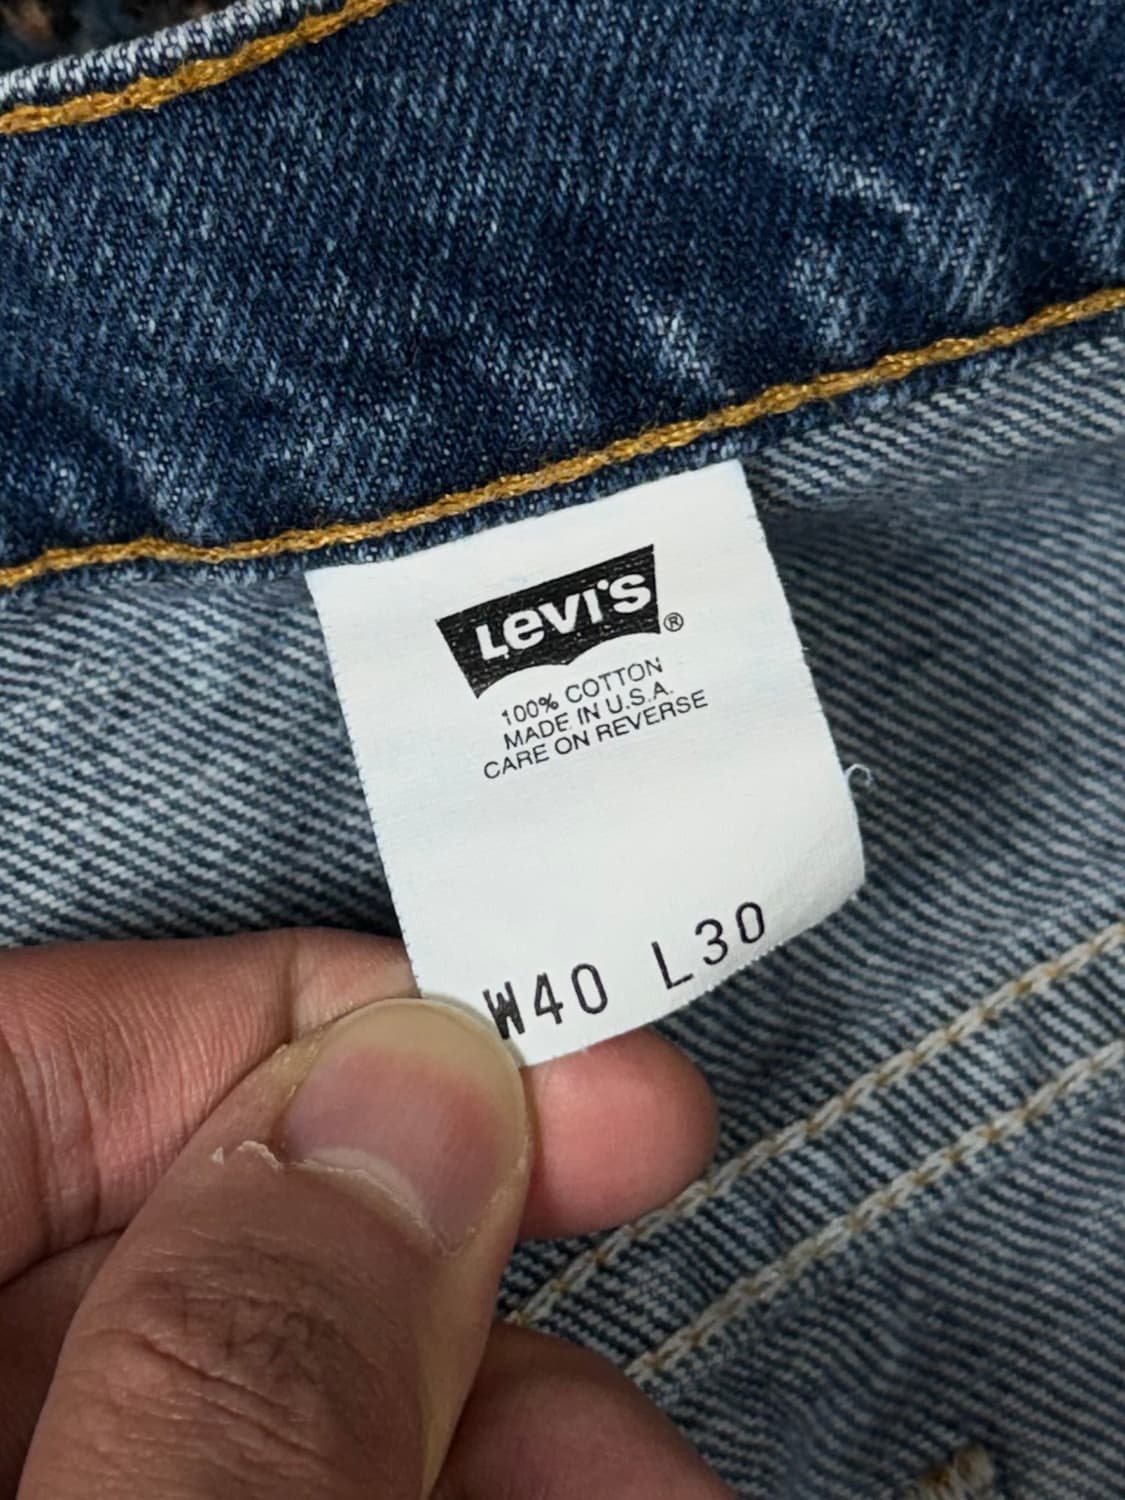 Levi's ®
100% COTTON
MADE IN U.S.A.
CARE ON REVERSE
W40 L30